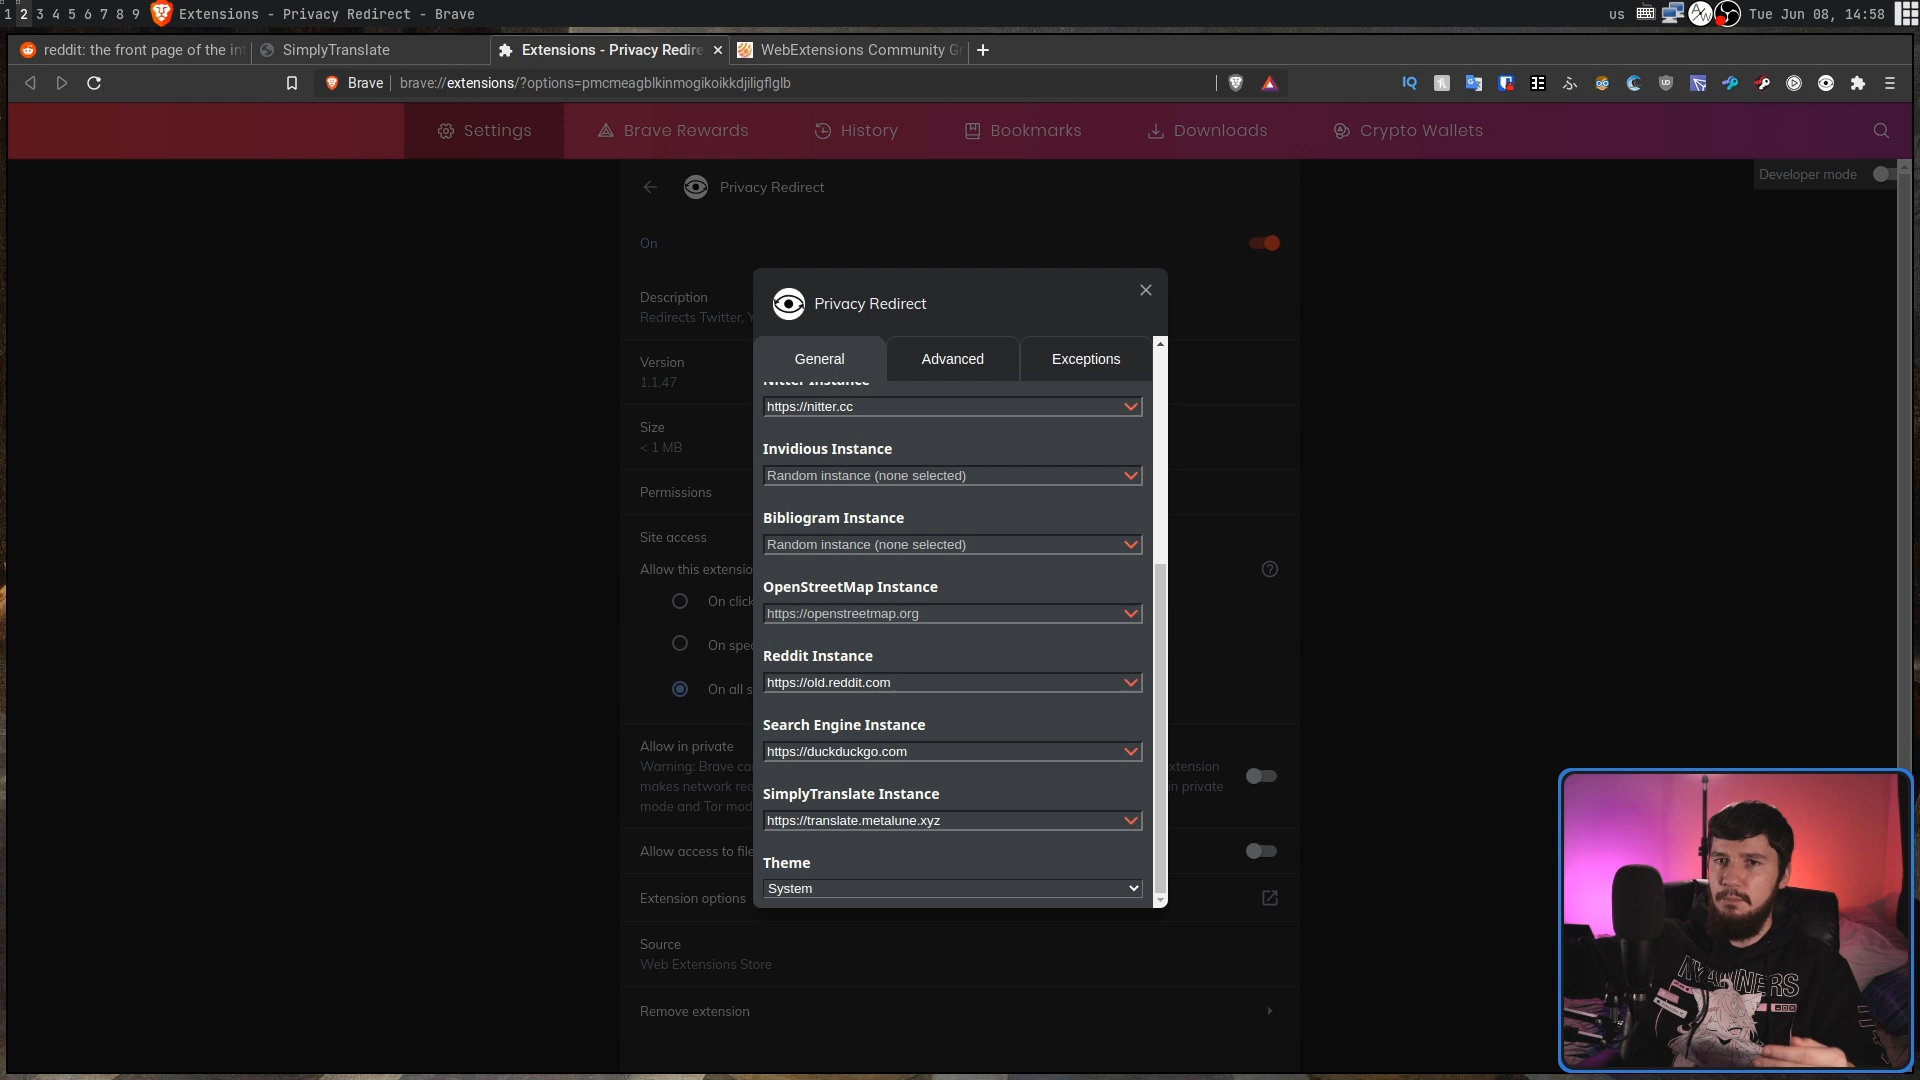 1 2 3 4 5 6 7 8 9 Extensions - Privacy Redirect - Brave us Tue Jun 08, 14:58
reddit: the front page of the int SimplyTranslate Extensions - Privacy Redire WebExtensions Community G
Brave brave://extensions/?options=pmcmeagblkinmogikoikkdjiligflglb
Settings Brave Rewards History Bookmarks Downloads Crypto Wallets
Developer mode
Privacy Redirect
On
Description
Redirects Twitter, Y
Version
1.1.47
Size
< 1 MB
Permissions
Site access
Allow this extensio
On click
On spec
On all s
Allow in private
Warning: Brave ca xtension
makes network rec in private
mode and Tor mod
Allow access to file
Extension options
Source
Web Extensions Store
Remove extension
Privacy Redirect
General Advanced Exceptions
Nitter Instance
https://nitter.cc
Invidious Instance
Random instance (none selected)
Bibliogram Instance
Random instance (none selected)
OpenStreetMap Instance
https://openstreetmap.org
Reddit Instance
https://old.reddit.com
Search Engine Instance
https://duckduckgo.com
SimplyTranslate Instance
https://translate.metalune.xyz
Theme
System
NYANNERS